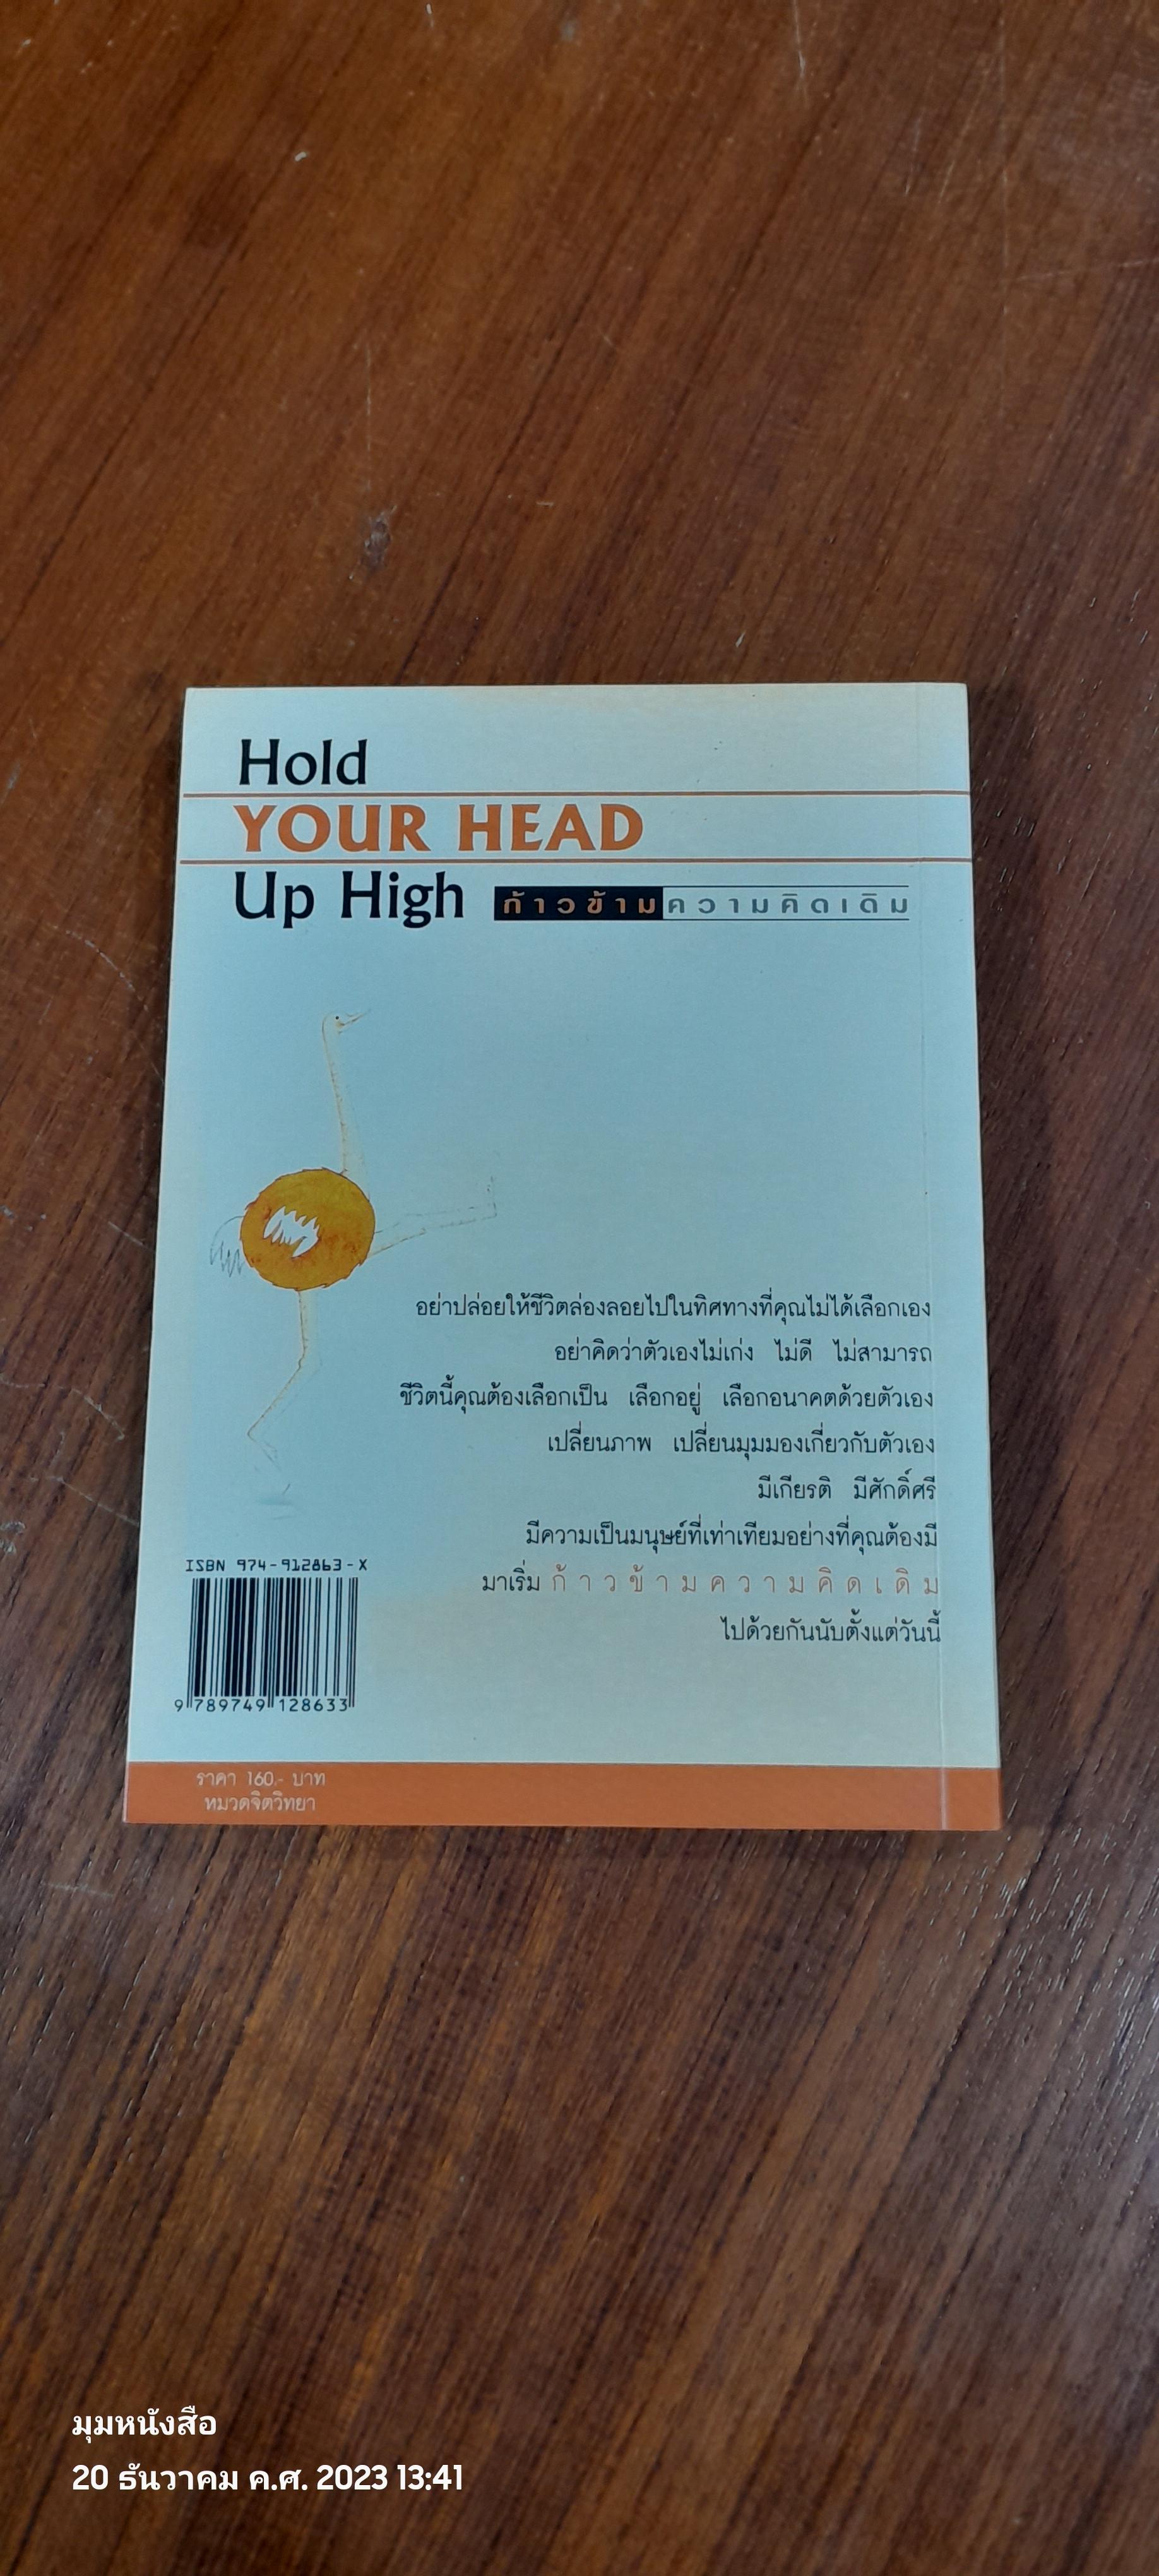 Hold
YOUR HEAD
Up High ก้าวข้ามความคิดเดิม
อย่าปล่อยให้ชีวิตล่องลอยไปในทิศทางที่คุณไม่ได้เลือกเอง
อย่าคิดว่าตัวเองไม่เก่ง ไม่ดี ไม่สามารถ
ชีวิตนี้คุณต้องเลือกเป็น เลือกอยู่ เลือกอนาคตด้วยตัวเอง
เปลี่ยนภาพ เปลี่ยนมุมมองเกี่ยวกับตัวเอง
มีเกียรติ มีศักดิ์ศรี
มีความเป็นมนุษย์ที่เท่าเทียมอย่างที่คุณต้องมี
มาเริ่ม ก้าวข้ามความคิดเดิม
ไปด้วยกันนับตั้งแต่วันนี้
ISBN 974-912863-X
9 789749 128633
ราคา 160.- บาท
หมวดจิตวิทยา
มุมหนังสือ
20 ธันวาคม ค.ศ. 2023 13:41